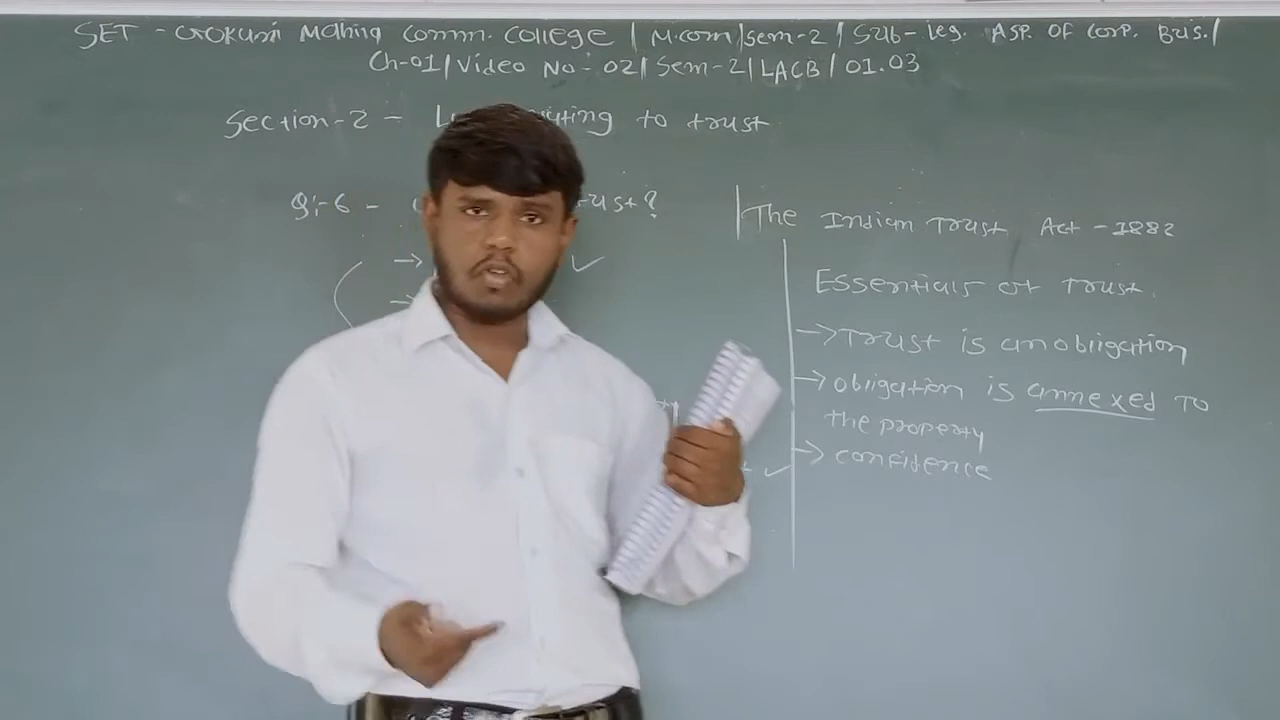 SET - Gokuri Mahila Comm. College | M.com | sem-2 | Sub- Leg. Asp. of Corp. Bus. |
Ch-01 | Video No:- 02 | Sem-2 | LACB | 01.03
Section-2 - to trust
Q:-6 - ?
The Indian Trust Act - 1882
Essentials of Trust.
→ Trust is an obligation
→ obligation is annexed TO
the property
→ confidence